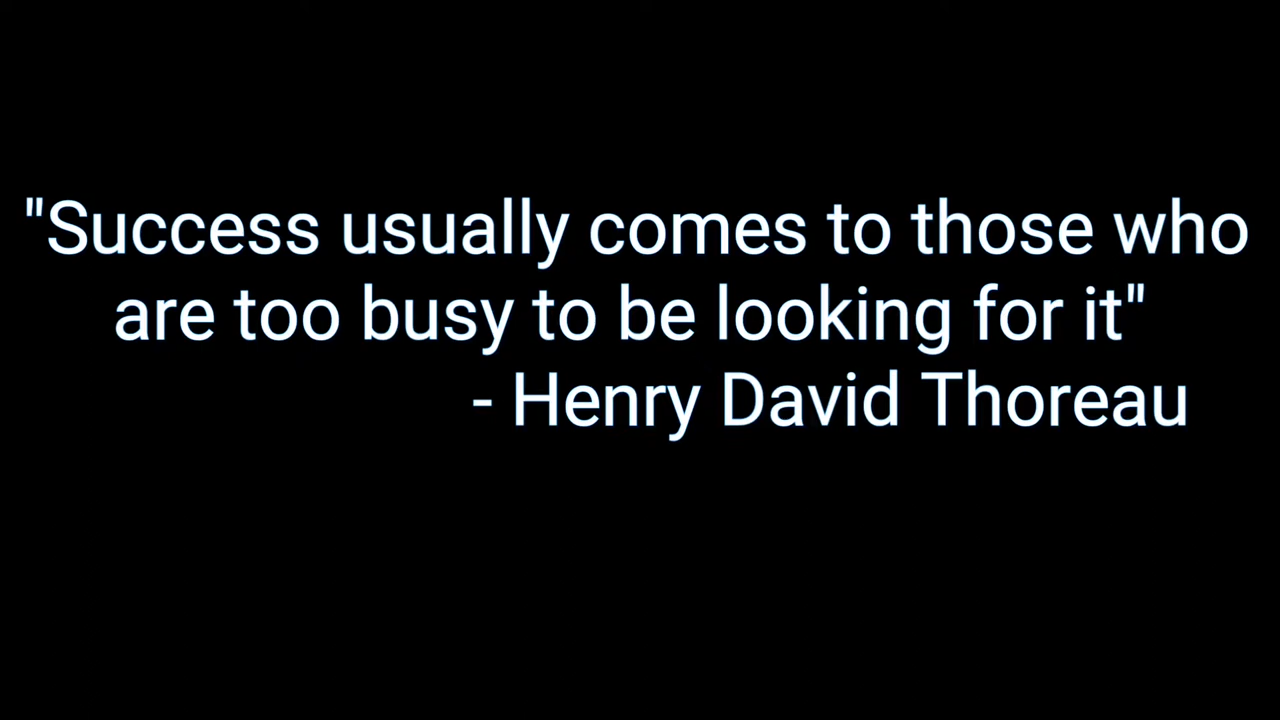 "Success usually comes to those who
are too busy to be looking for it"
- Henry David Thoreau